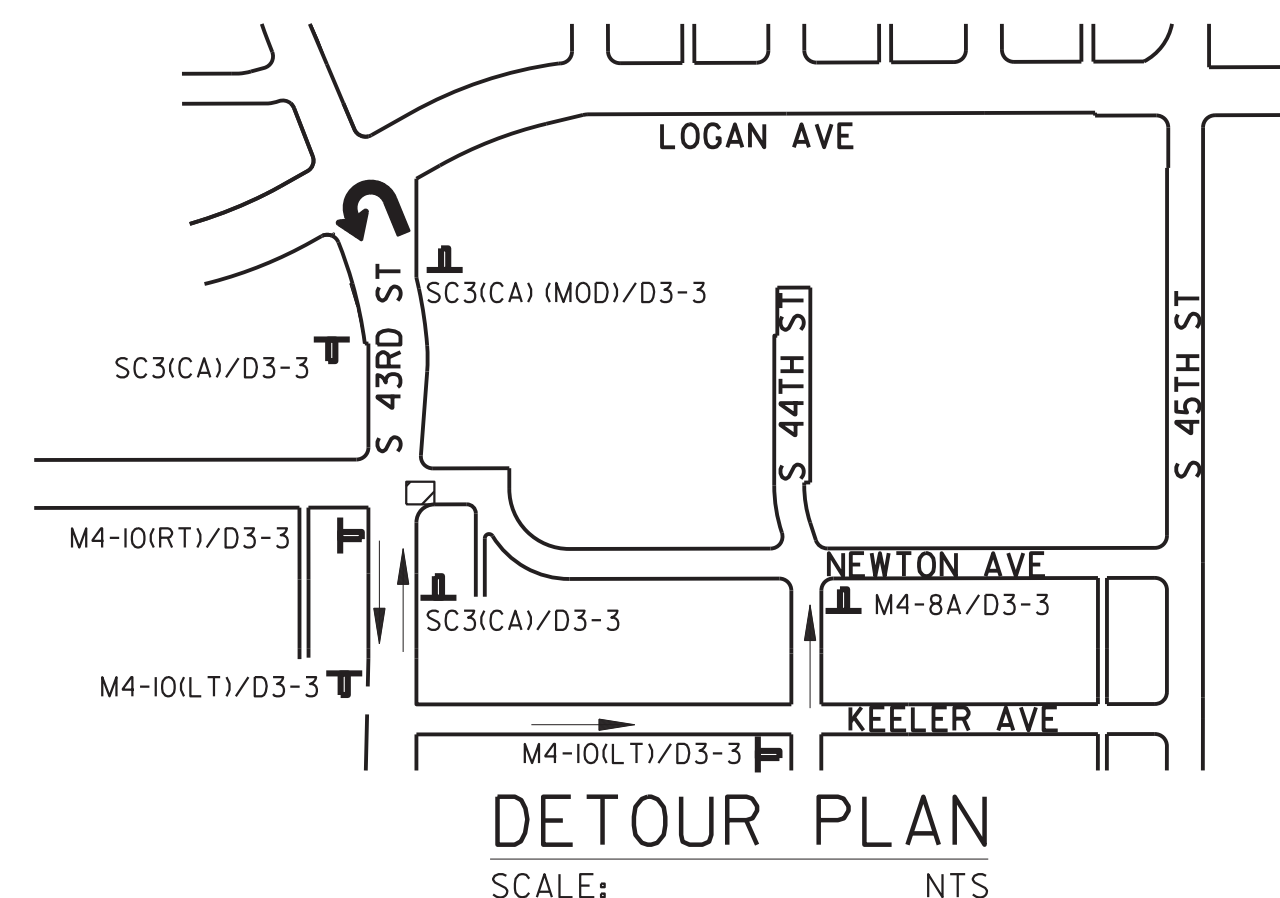 LOGAN AVE
SC3(CA) (MOD)/D3-3
S 43RD ST
S 44TH ST
S 45TH ST
SC3(CA)/D3-3
M4-10(RT)/D3-3
NEWTON AVE
M4-8A/D3-3
SC3(CA)/D3-3
M4-10(LT)/D3-3
KEELER AVE
M4-10(LT)/D3-3
DETOUR PLAN
SCALE: NTS